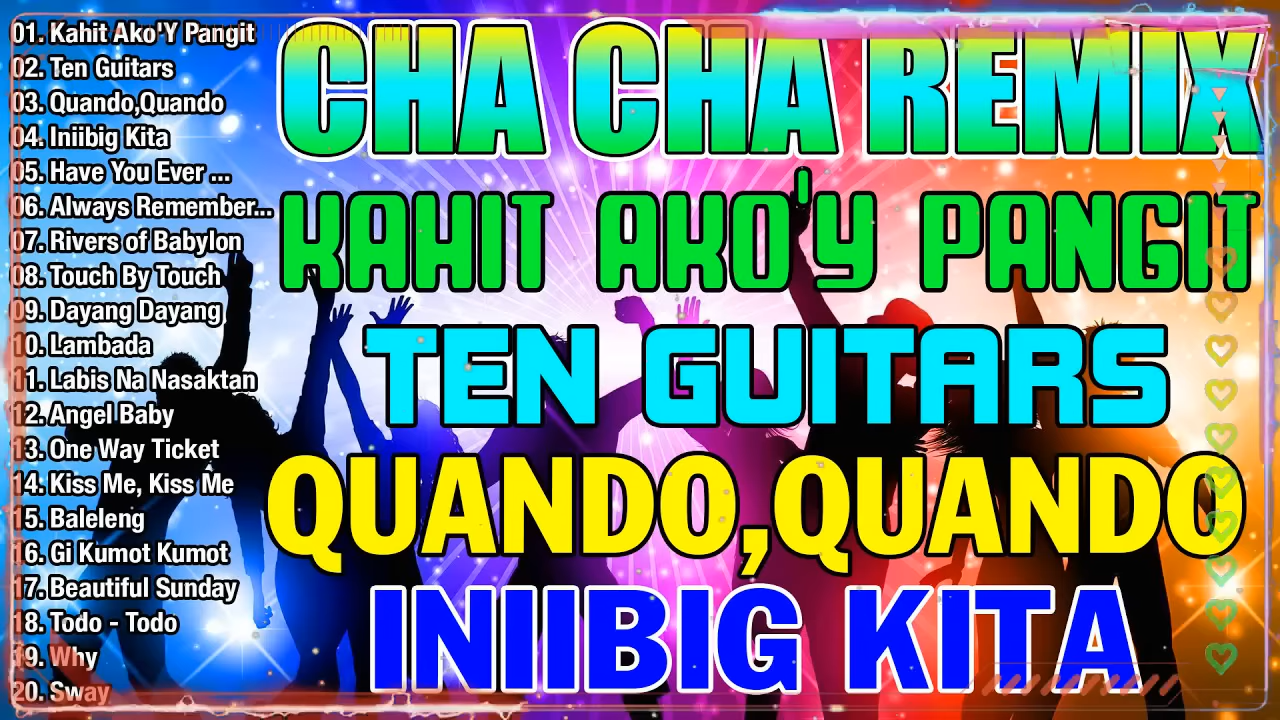 01. Kahit Ako'Y Pangit
02. Ten Guitars
03. Quando,Quando
04. Iniibig Kita
05. Have You Ever ...
06. Always Remember...
07. Rivers of Babylon
08. Touch By Touch
09. Dayang Dayang
10. Lambada
11. Labis Na Nasaktan
12. Angel Baby
13. One Way Ticket
14. Kiss Me, Kiss Me
15. Baleleng
16. Gi Kumot Kumot
17. Beautiful Sunday
18. Todo - Todo
19. Why
20. Sway
CHA CHA REMIX
KAHIT AKO'Y PANGIT
TEN GUITARS
QUANDO,QUANDO
INIIBIG KITA